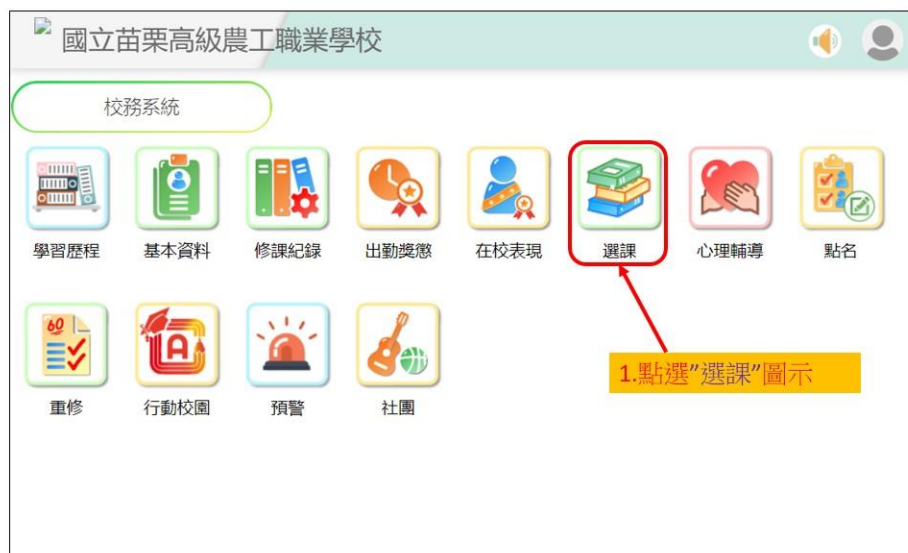 國立苗栗高級農工職業學校
校務系統
學習歷程 基本資料 修課紀錄 出勤獎懲 在校表現 選課 心理輔導 點名
60 A
重修 行動校園 預警 社團
1.點選”選課”圖示